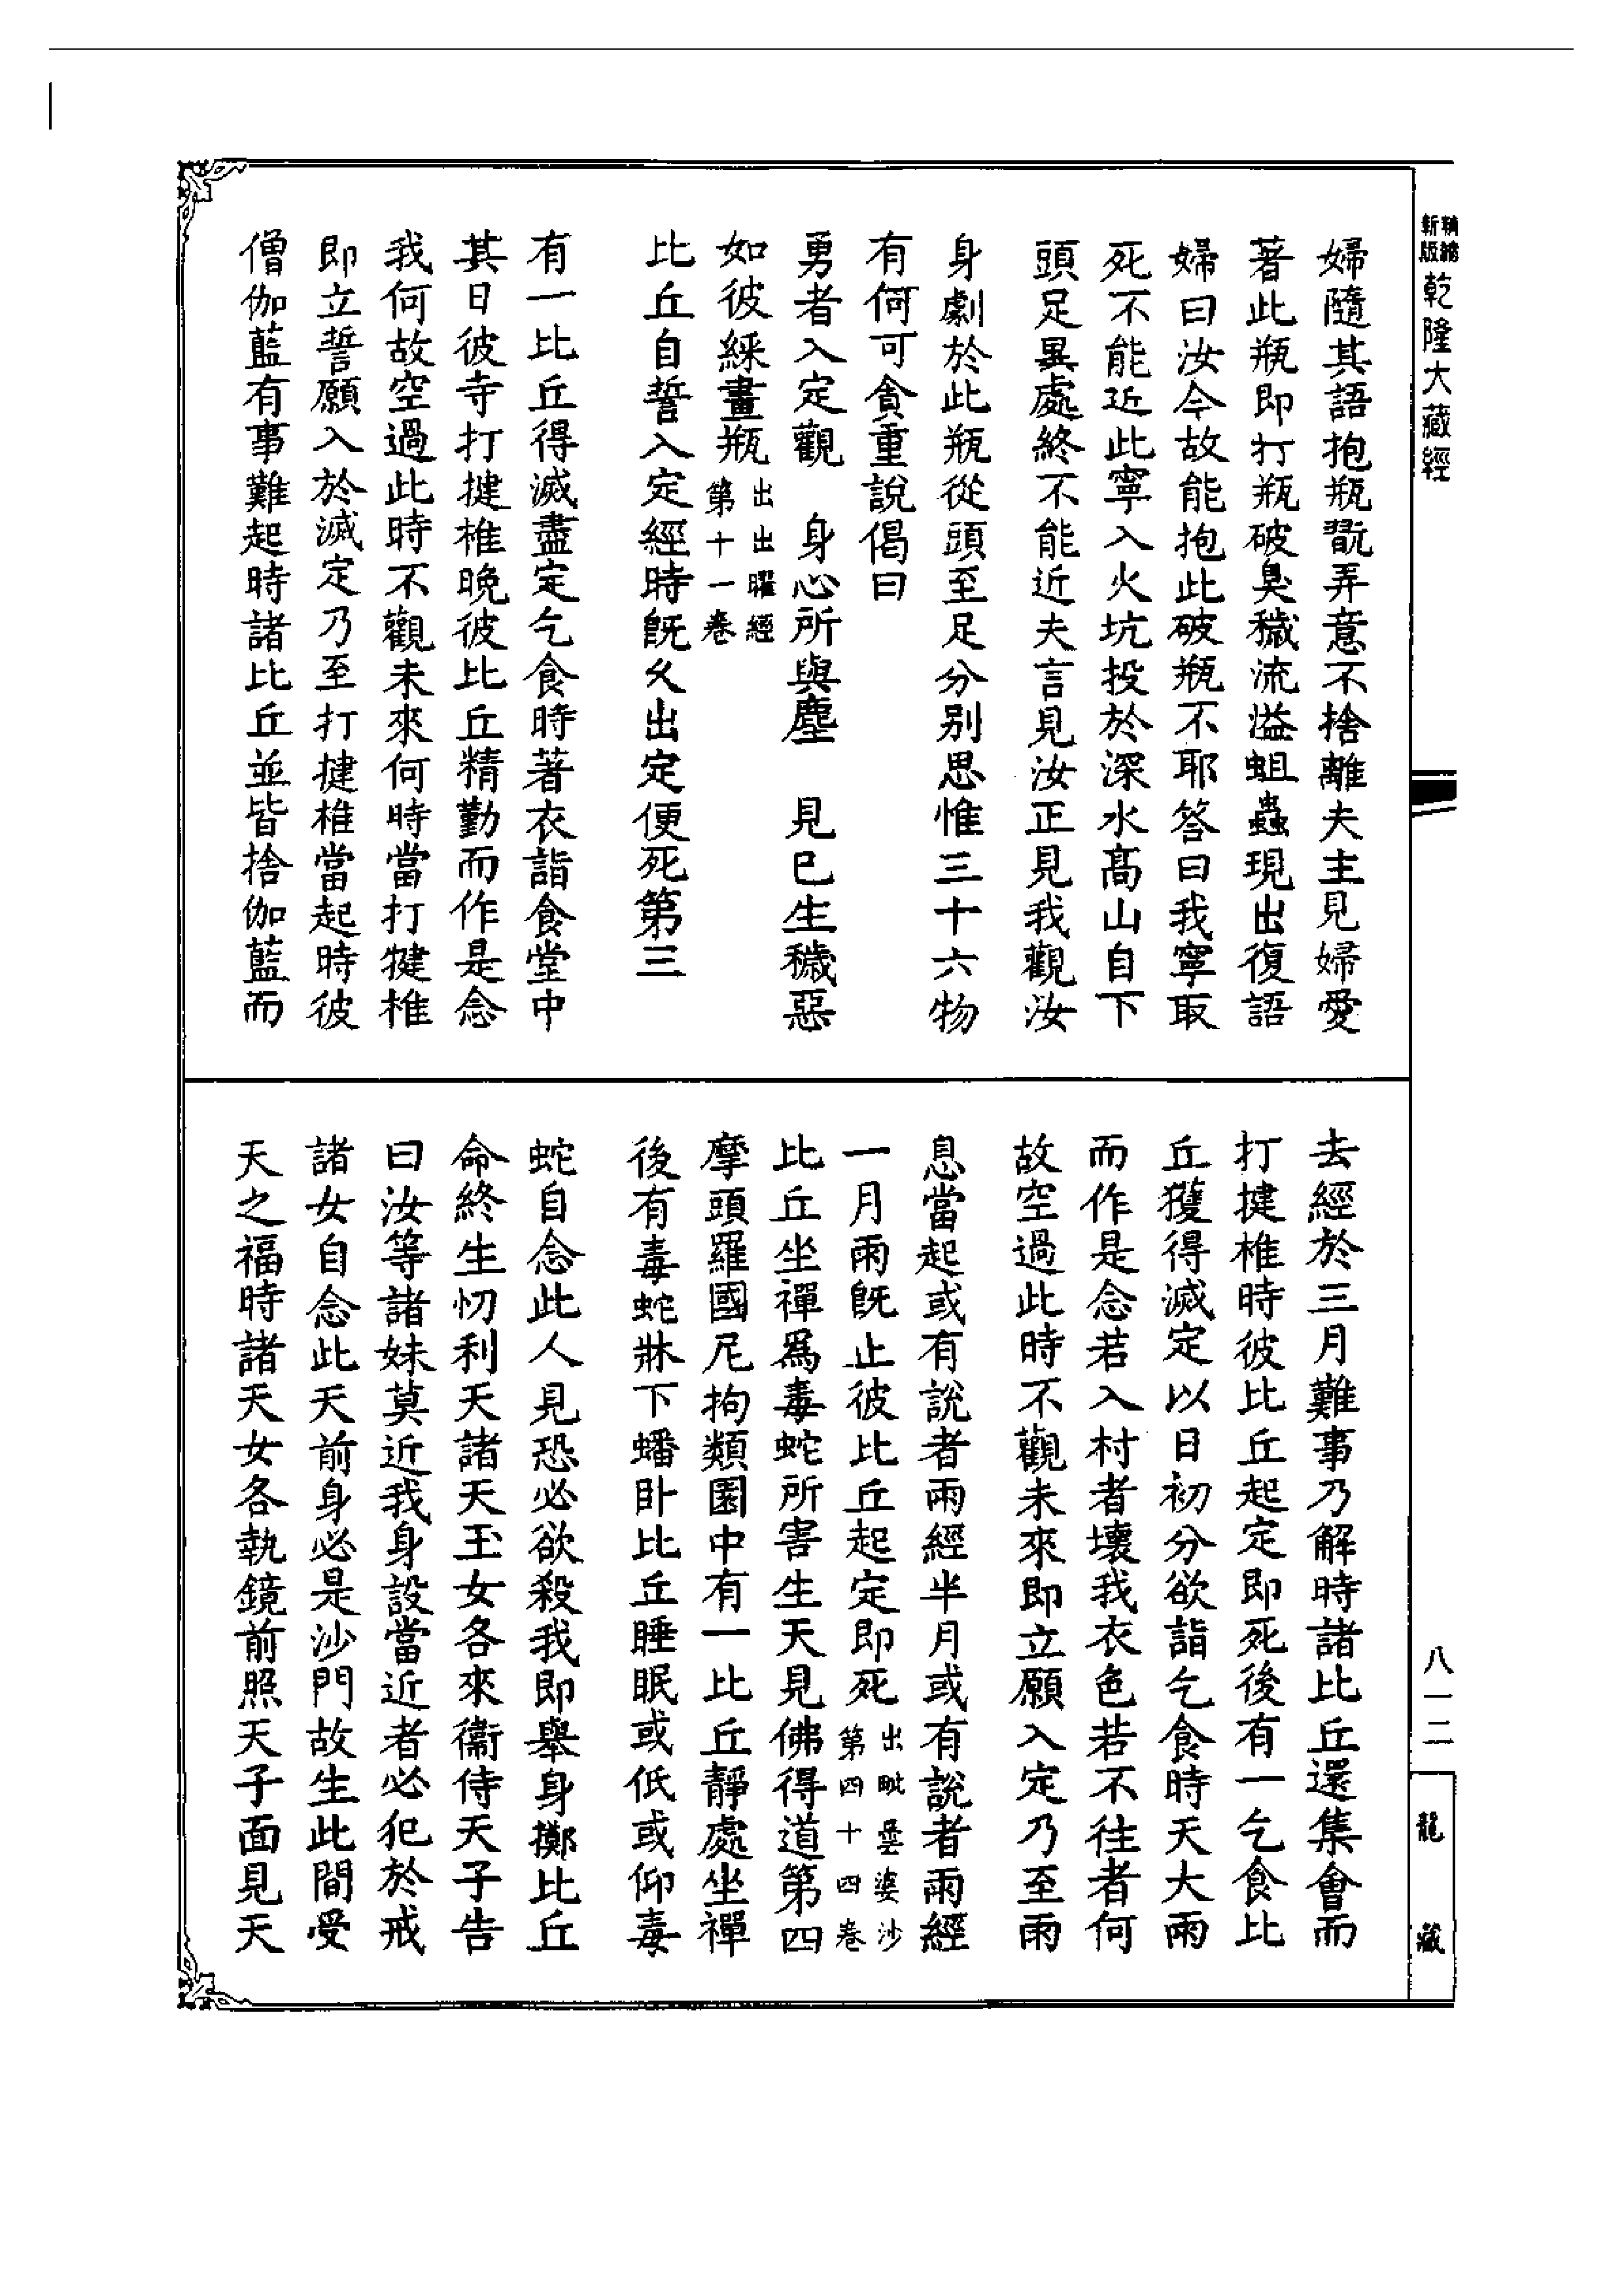 精縮新版 乾隆大藏經
婦隨其語抱瓶翫弄意不捨離夫主見婦愛
著此瓶即打瓶破臭穢流溢蛆蟲現出復語
婦曰汝今故能抱此破瓶不耶答曰我寧取
死不能近此寧入火坑投於深水高山自下
頭足異處終不能近夫言見汝正見我觀汝
身劇於此瓶從頭至足分別思惟三十六物
有何可貪重說偈曰
勇者入定觀　身心所與塵　見已生穢惡
如彼綵畫瓶出出曜經第十一卷
比丘自誓入定經時旣久出定便死第三
有一比丘得滅盡定乞食時著衣詣食堂中
其日彼寺打揵椎晚彼比丘精勤而作是念
我何故空過此時不觀未來何時當打犍椎
即立誓願入於滅定乃至打揵椎當起時彼
僧伽藍有事難起時諸比丘並皆捨伽藍而
去經於三月難事乃解時諸比丘還集會而
打揵椎時彼比丘起定即死後有一乞食比
丘獲得滅定以日初分欲詣乞食時天大雨
而作是念若入村者壞我衣色若不往者何
故空過此時不觀未來即立願入定乃至雨
息當起或有說者雨經半月或有說者雨經
一月雨旣止彼比丘起定即死出毗曇婆沙第四十四卷
比丘坐禪爲毒蛇所害生天見佛得道第四
摩頭羅國尼拘類園中有一比丘靜處坐禪
後有毒蛇牀下蟠卧比丘睡眠或低或仰毒
蛇自念此人見恐必欲殺我即舉身擲比丘
命終生忉利天諸天玉女各來衞侍天子告
曰汝等諸妹莫近我身設當近者必犯於戒
諸女自念此天前身必是沙門故生此間受
天之福時諸天女各執鏡前照天子面見天
八一二
龍藏